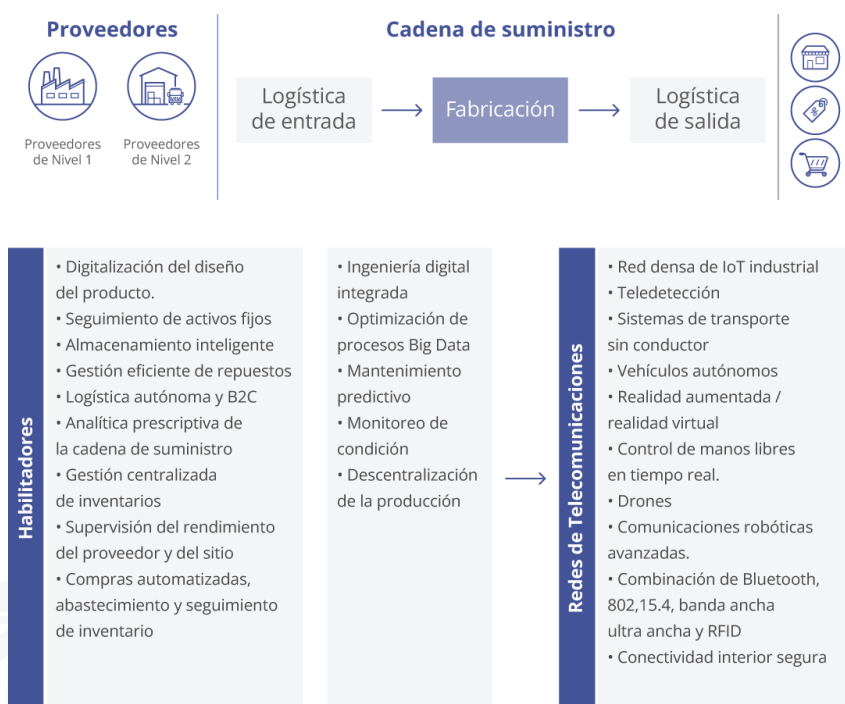 Proveedores
Proveedores
de Nivel 1
Proveedores
de Nivel 2
Cadena de suministro
Logística
de entrada
Fabricación
Logística
de salida
%
Habilitadores
• Digitalización del diseño
del producto.
• Seguimiento de activos fijos
• Almacenamiento inteligente
• Gestión eficiente de repuestos
• Logística autónoma y B2C
• Analítica prescriptiva de
la cadena de suministro
• Gestión centralizada
de inventarios
• Supervisión del rendimiento
del proveedor y del sitio
• Compras automatizadas,
abastecimiento y seguimiento
de inventario
• Ingeniería digital
integrada
• Optimización de
procesos Big Data
• Mantenimiento
predictivo
• Monitoreo de
condición
• Descentralización
de la producción
Redes de Telecomunicaciones
• Red densa de IoT industrial
• Teledetección
• Sistemas de transporte
sin conductor
• Vehículos autónomos
• Realidad aumentada /
realidad virtual
• Control de manos libres
en tiempo real.
• Drones
• Comunicaciones robóticas
avanzadas.
• Combinación de Bluetooth,
802,15.4, banda ancha
ultra ancha y RFID
• Conectividad interior segura